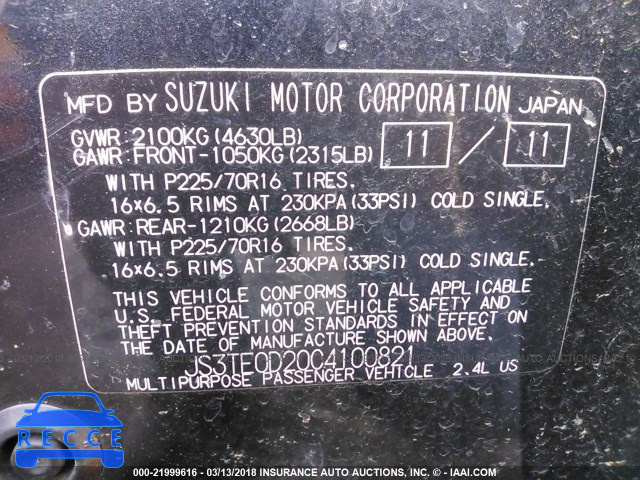 MFD BY SUZUKI MOTOR CORPORATION JAPAN
GVWR:2100KG(4630LB)
GAWR:FRONT-1050KG(2315LB) 11 / 11
WITH P225/70R16 TIRES.
16×6.5 RIMS AT 230KPA(33PSI) COLD SINGLE.
GAWR:REAR-1210KG(2668LB)
WITH P225/70R16 TIRES.
16×6.5 RIMS AT 230KPA(33PSI) COLD SINGLE.
THIS VEHICLE CONFORMS TO ALL APPLICABLE
U.S. FEDERAL MOTOR VEHICLE SAFETY AND
THEFT PREVENTION STANDARDS IN EFFECT ON
THE DATE OF MANUFACTURE SHOWN ABOVE.
JS3TE0D20C4100821
MULTIPURPOSE PASSENGER VEHICLE 2.4L US
000-21999616 - 03/13/2018 INSURANCE AUTO AUCTIONS, INC. - © IAAI.COM